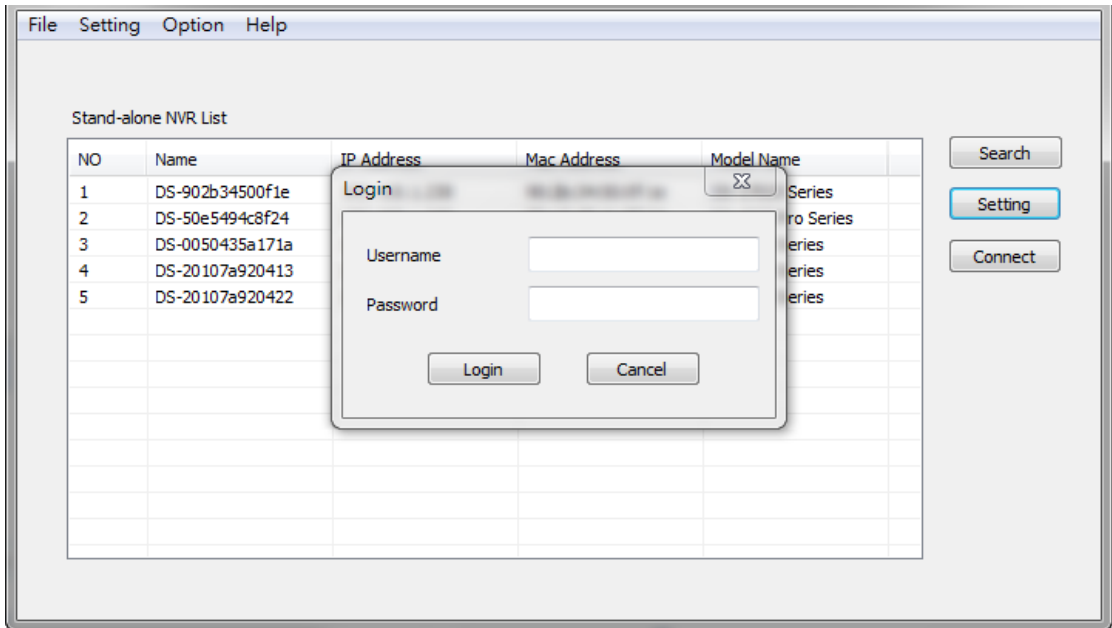 File Setting Option Help
Stand-alone NVR List
NO Name IP Address Mac Address Model Name
Search
Login
1 DS-902b34500f1e Series
Setting
2 DS-50e5494c8f24 ro Series
3 DS-0050435a171a eries
Username
Connect
4 DS-20107a920413 eries
5 DS-20107a920422 eries
Password
Login Cancel